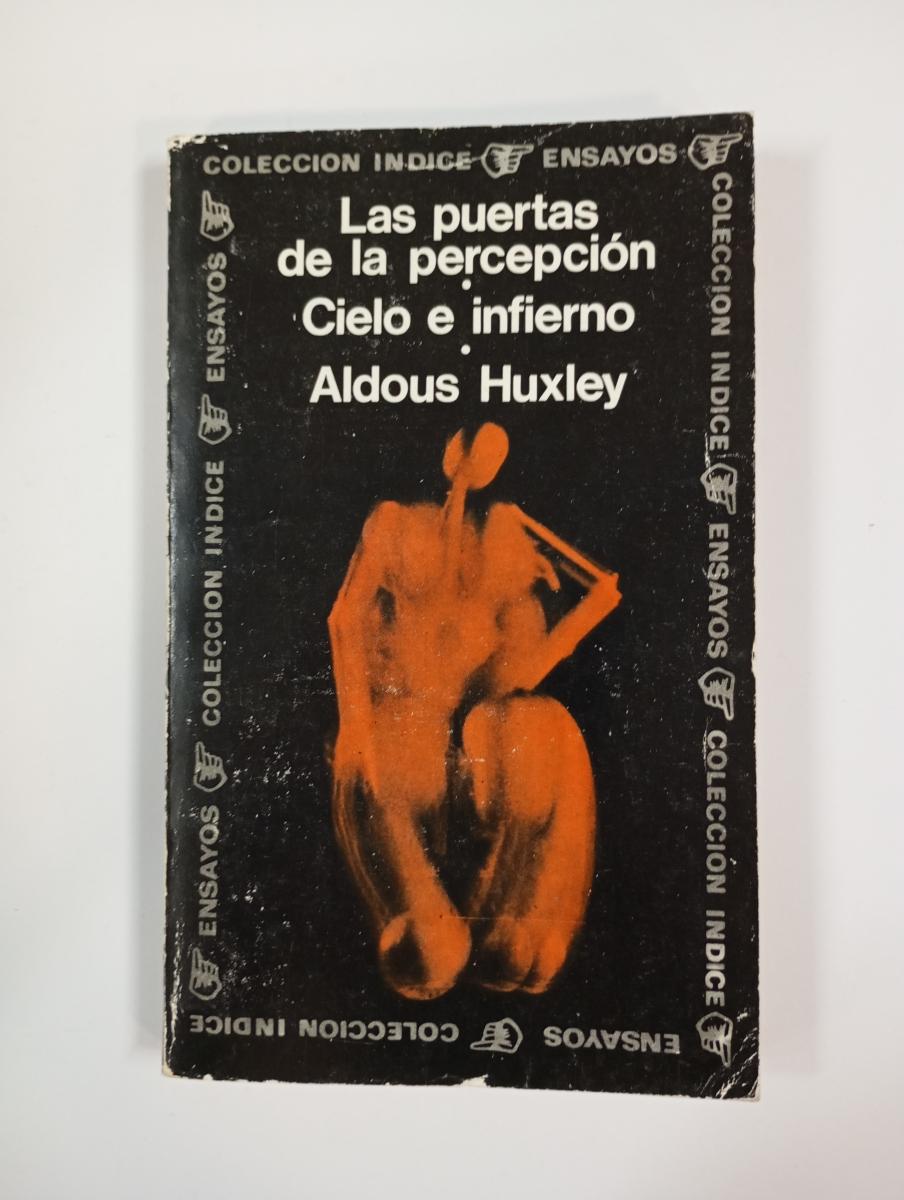 COLECCION INDICE ENSAYOS
Las puertas
de la percepción
Cielo e infierno
Aldous Huxley
COLECCION INDICE ENSAYOS COLECCION INDICE
ENSAYOS COLECCION INDICE
ENSAYOS COLECCION INDICE ENSAYOS